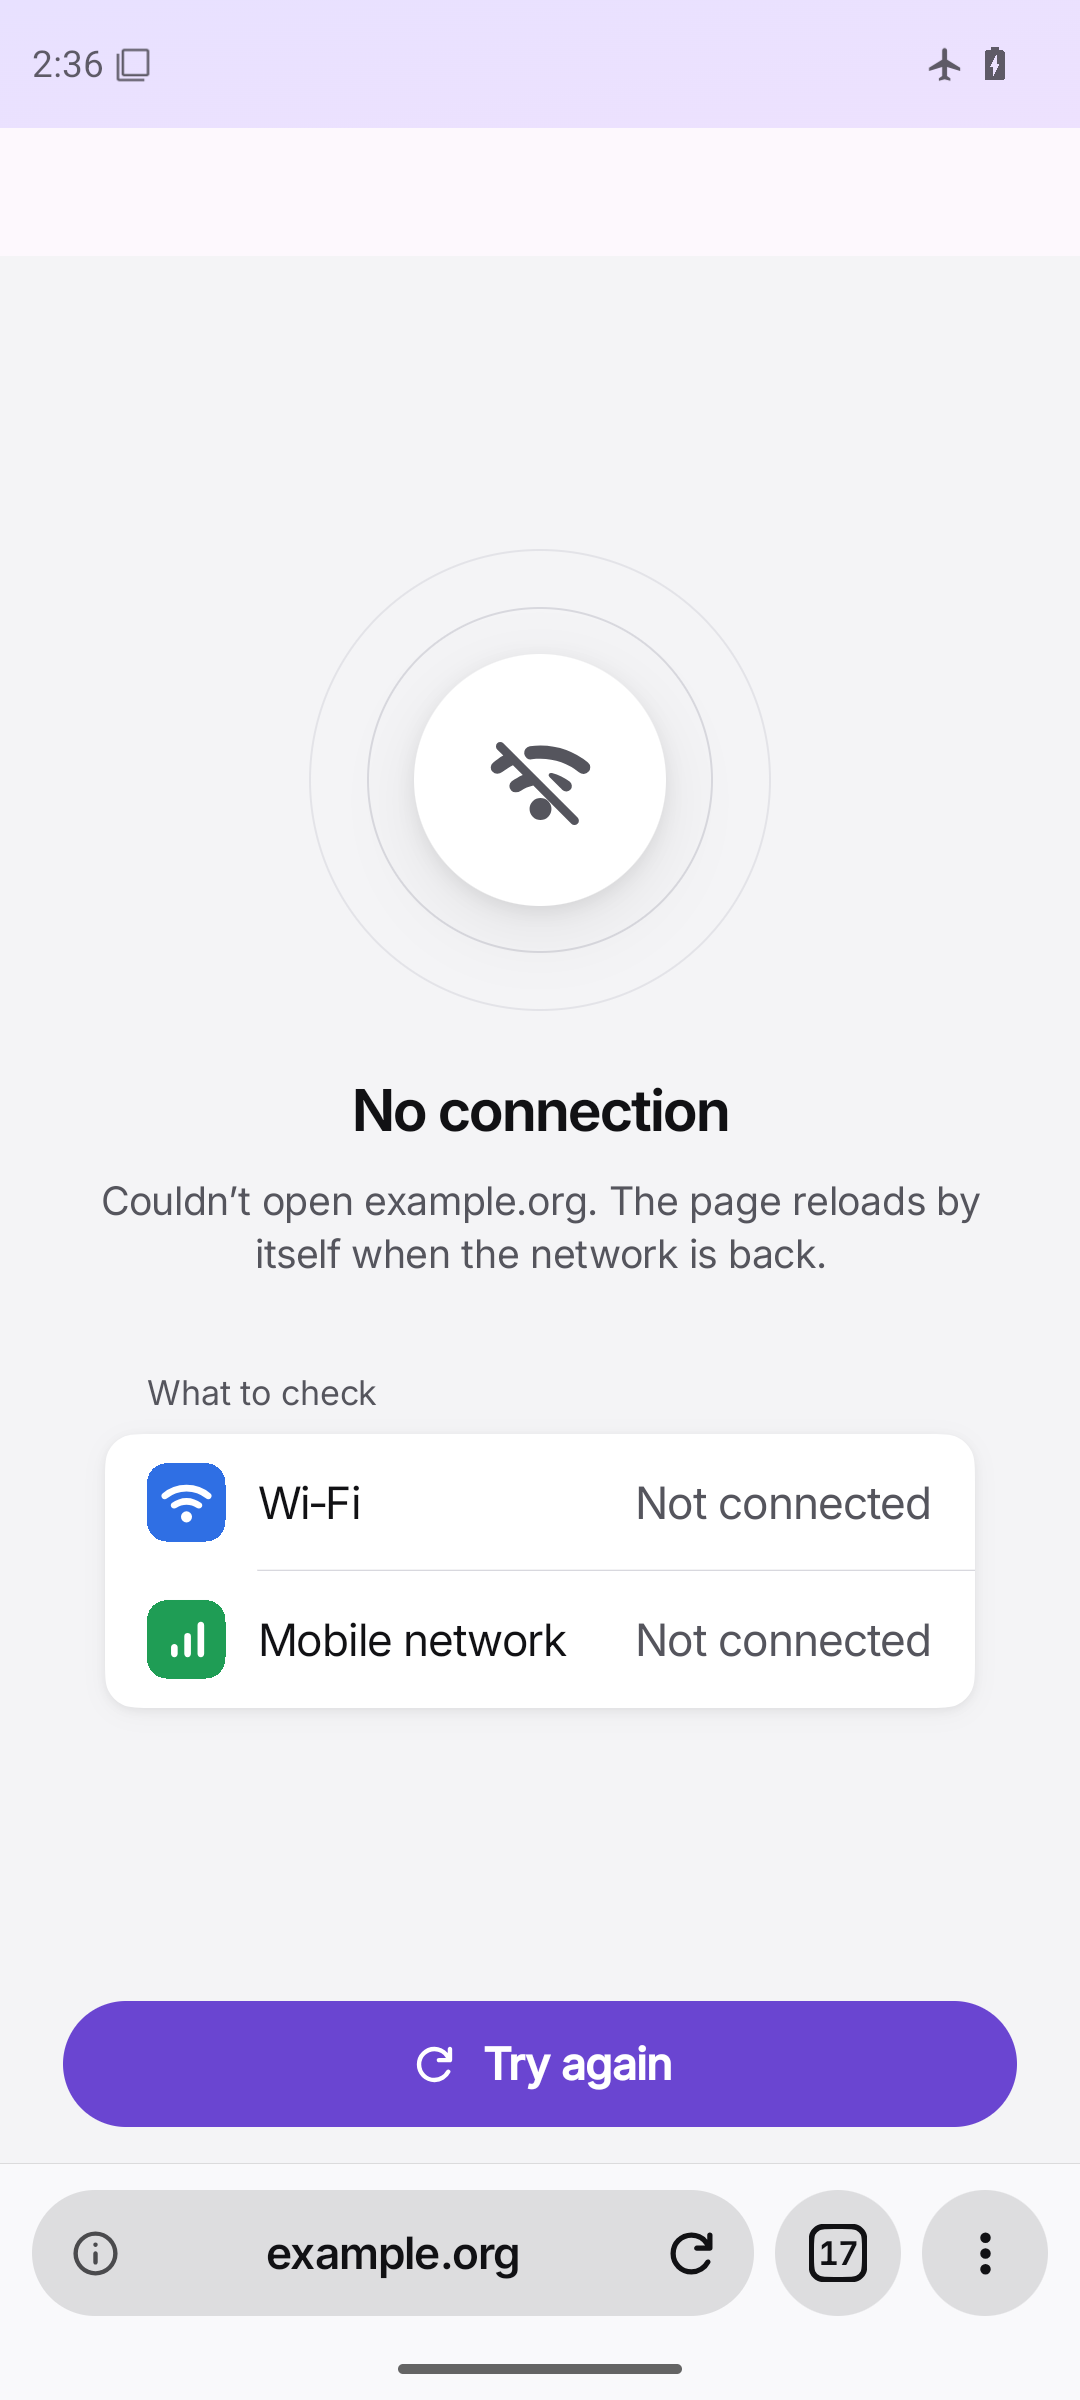 2:36
No connection
Couldn’t open example.org. The page reloads by
itself when the network is back.
What to check
Wi-Fi Not connected
Mobile network Not connected
Try again
example.org 17